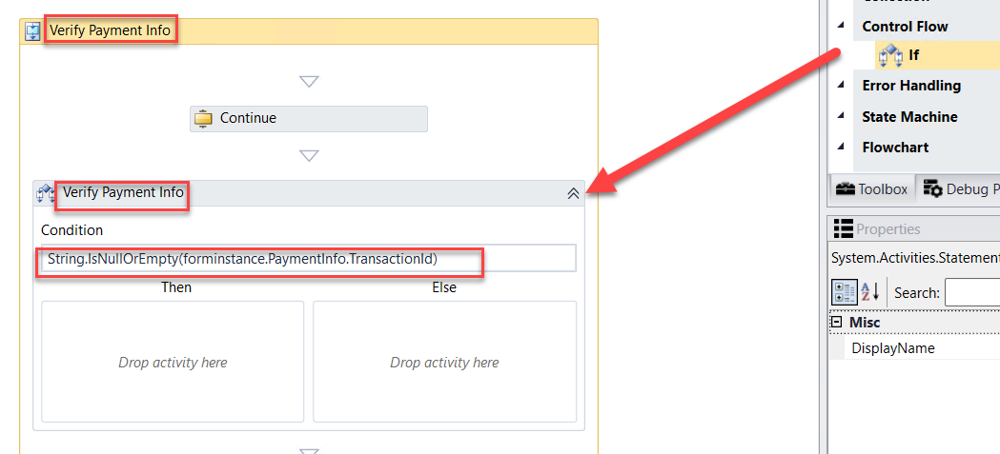 Verify Payment Info
Continue
Verify Payment Info
Condition
String.IsNullOrEmpty(forminstance.PaymentInfo.TransactionId)
Then
Else
Drop activity here
Drop activity here
Control Flow
If
Error Handling
State Machine
Flowchart
Toolbox
Debug P
Properties
System.Activities.Statement
Search:
Misc
DisplayName